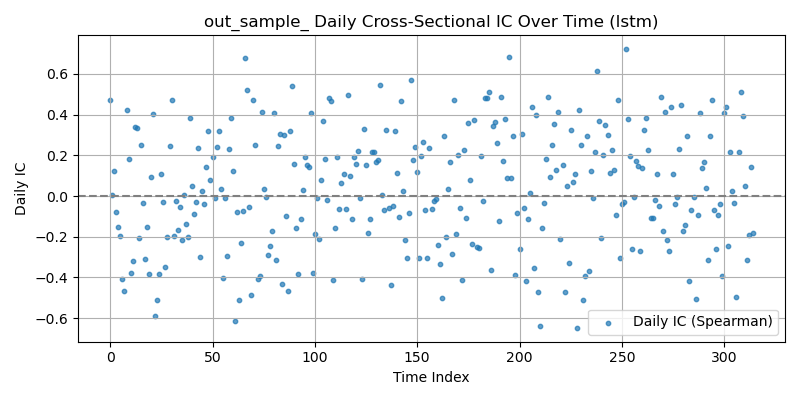 out_sample_ Daily Cross-Sectional IC Over Time (lstm)
Daily IC
0.6
0.4
0.2
0.0
−0.2
−0.4
−0.6
Daily IC (Spearman)
0 50 100 150 200 250 300
Time Index